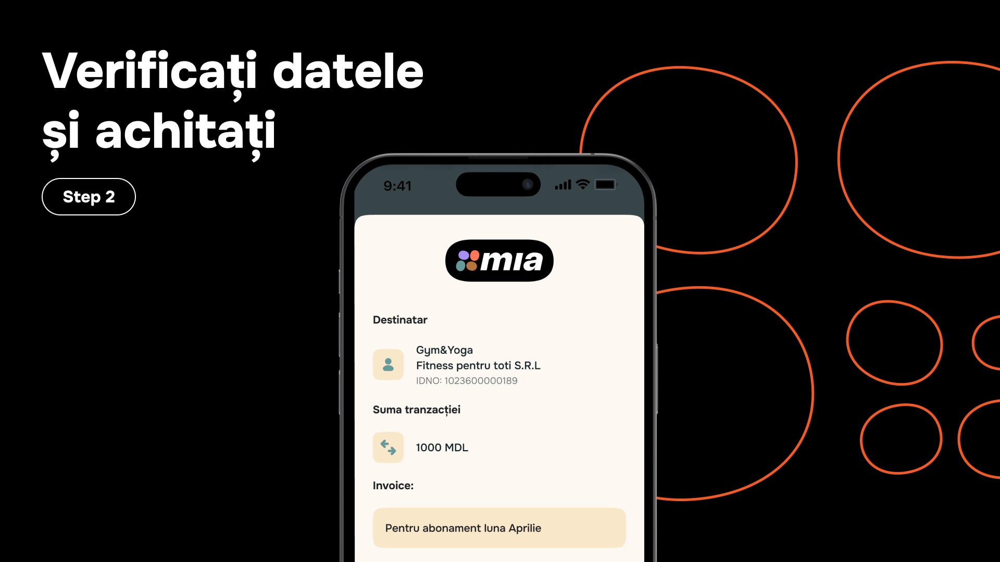 Verificați datele
și achitați
Step 2
9:41
mıa
Destinatar
Gym&Yoga
Fitness pentru toti S.R.L
IDNO: 1023600000189
Suma tranzacției
1000 MDL
Invoice:
Pentru abonament luna Aprilie